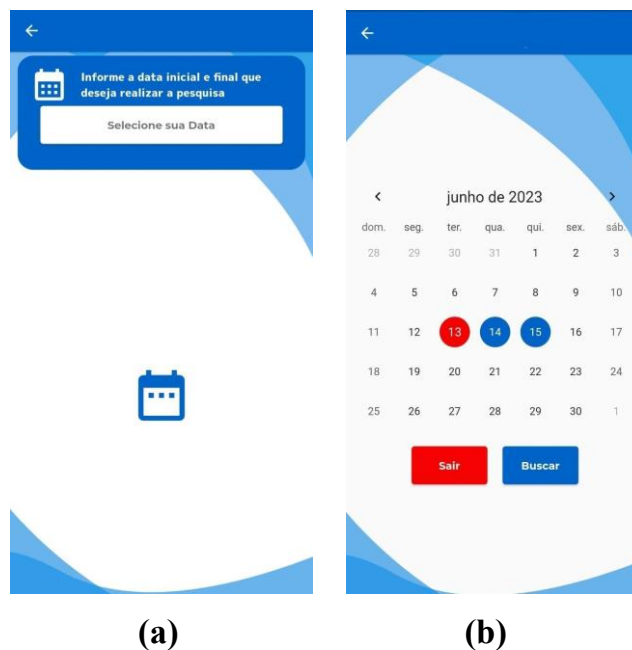 Informe a data inicial e final que
deseja realizar a pesquisa
Selecione sua Data
junho de 2023
dom. seg. ter. qua. qui. sex. sáb.
28 29 30 31 1 2 3
4 5 6 7 8 9 10
11 12 13 14 15 16 17
18 19 20 21 22 23 24
25 26 27 28 29 30 1
Sair Buscar
(a) (b)